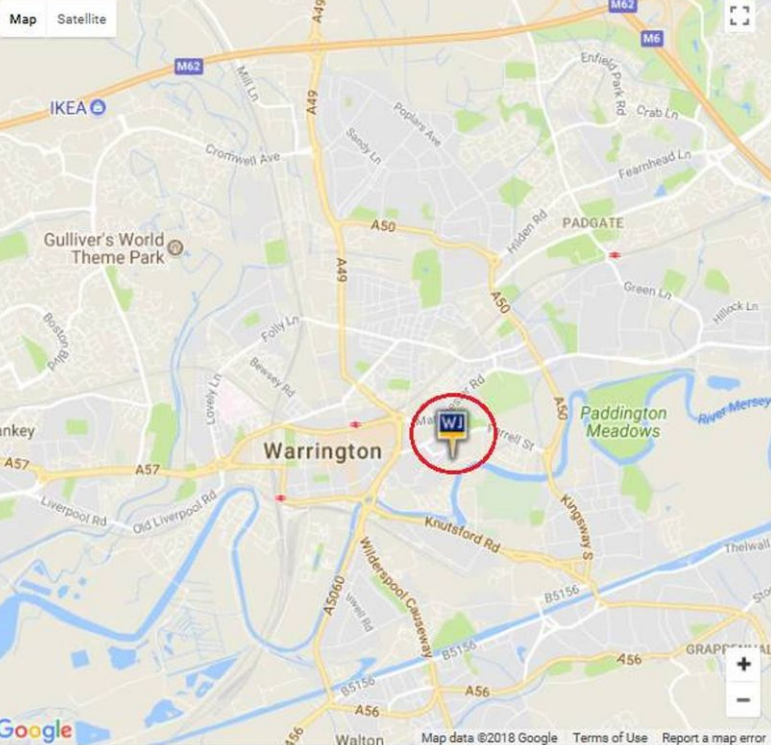 Map Satellite
A49
M62
M6
M62
IKEA
Mill Ln
A49
Enfield Park Rd
Crab Ln
Poplars Ave
Sandy Ln
Cromwell Ave
Fearnhead Ln
A50
Hilden Rd
PADGATE
Gulliver's World
Theme Park
A49
A50
Green Ln
Hillock Ln
Boston Blvd
Folly Ln
Bewsey Rd
Lovely Ln
A50
Paddington
Meadows
River Mersey
WJ
Warrington
A57
A57
Liverpool Rd
Old Liverpool Rd
Knutsford Rd
Kingsway S
Thelwall
A5060
Wilderspool Causeway
B5156
B5156
A56
B5156
A56
A56
A56
Walton
+
−
Google
Map data ©2018 Google Terms of Use Report a map error